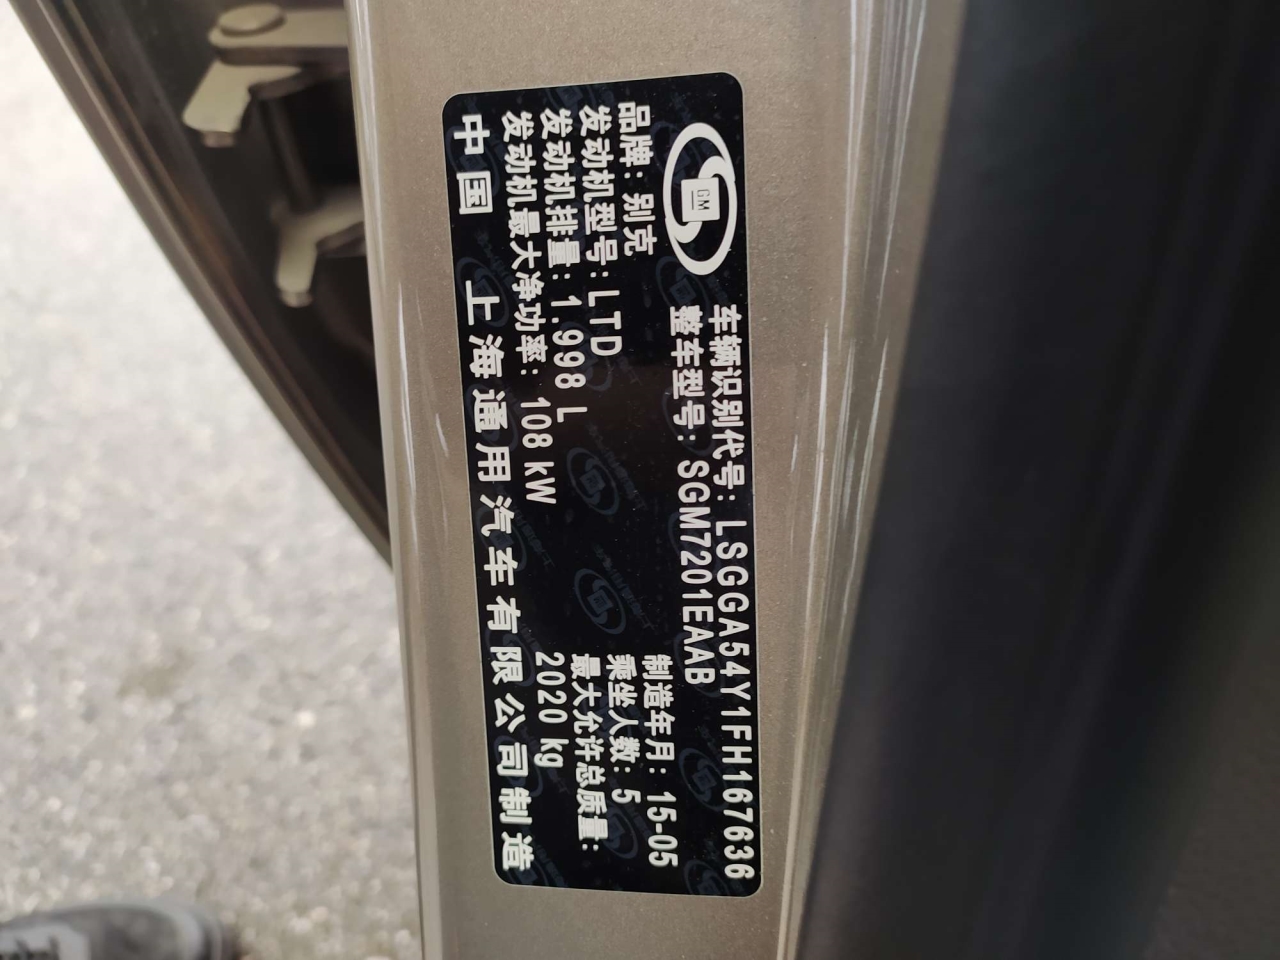 GM
车辆识别代号: LSGGA54Y1FH167636
整车型号: SGM7201EAAB
品牌: 别克
发动机型号: LTD
发动机排量: 1.998 L
发动机最大净功率: 108 kW
制造年月: 15-05
乘坐人数: 5
最大允许总质量:
2020 kg
中国 上海通用汽车有限公司制造